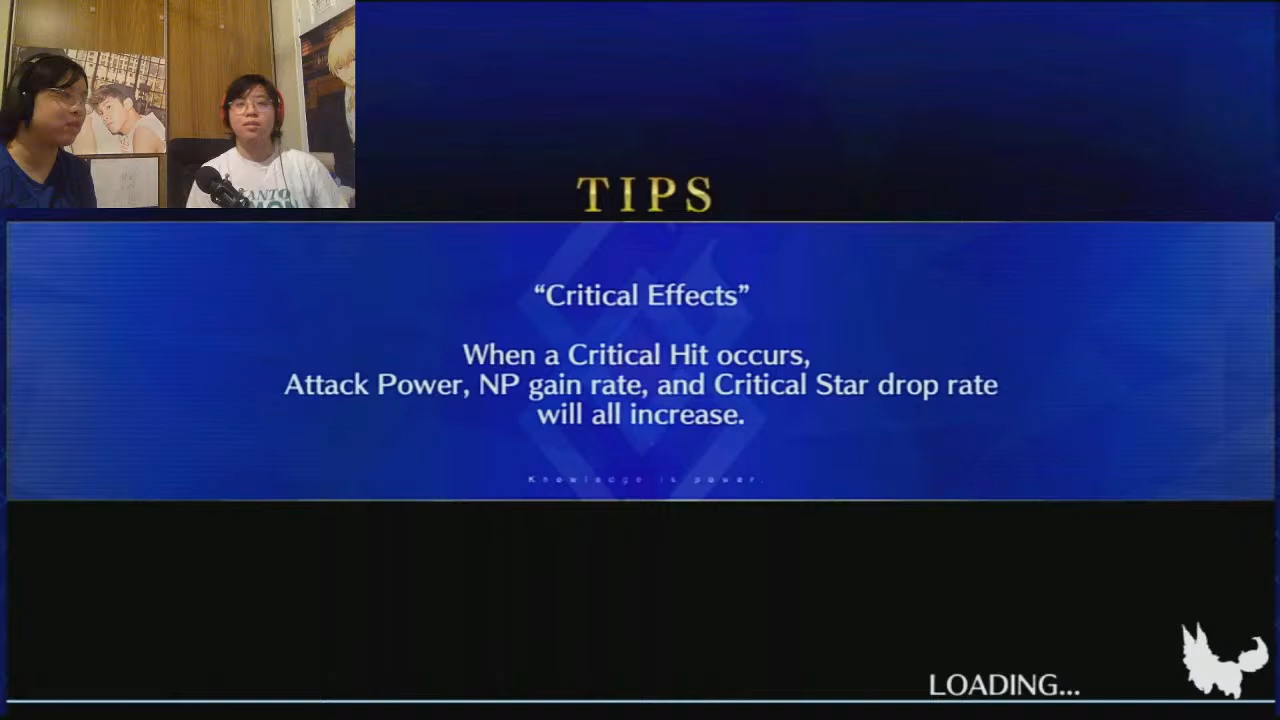 TIPS
“Critical Effects”
When a Critical Hit occurs,
Attack Power, NP gain rate, and Critical Star drop rate
will all increase.
Knowledge is power.
LOADING...